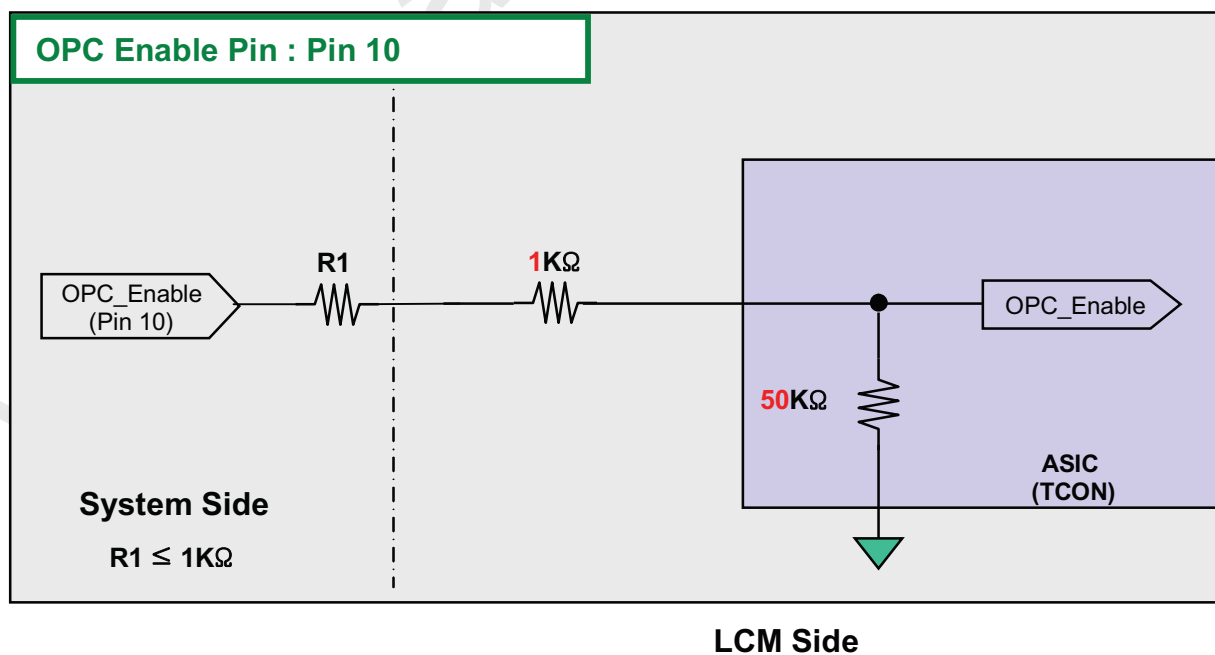 OPC Enable Pin : Pin 10
R1
1KΩ
OPC_Enable
(Pin 10)
OPC_Enable
50KΩ
ASIC
(TCON)
System Side
R1 ≤ 1KΩ
LCM Side